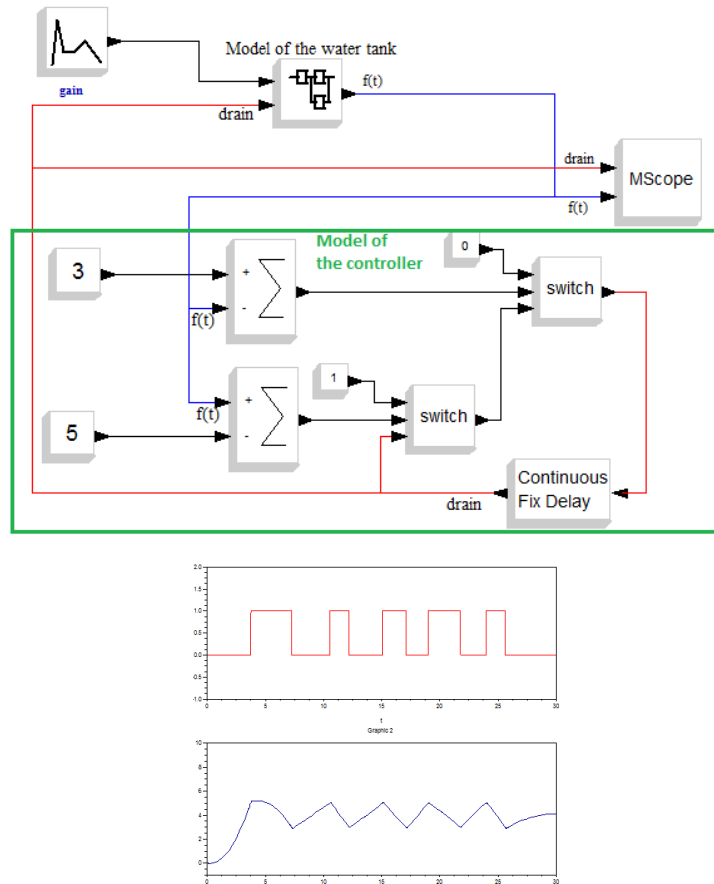 Model of the water tank
gain
f(t)
drain
drain
MScope
f(t)
Model of
the controller
0
3
+
-
switch
f(t)
1
+
-
f(t)
switch
5
Continuous
Fix Delay
drain
2.0
1.5
1.0
0.5
0.0
-0.5
-1.0
0 5 10 15 20 25 30
t
Graphic 2
10
8
6
4
2
0
0 5 10 15 20 25 30